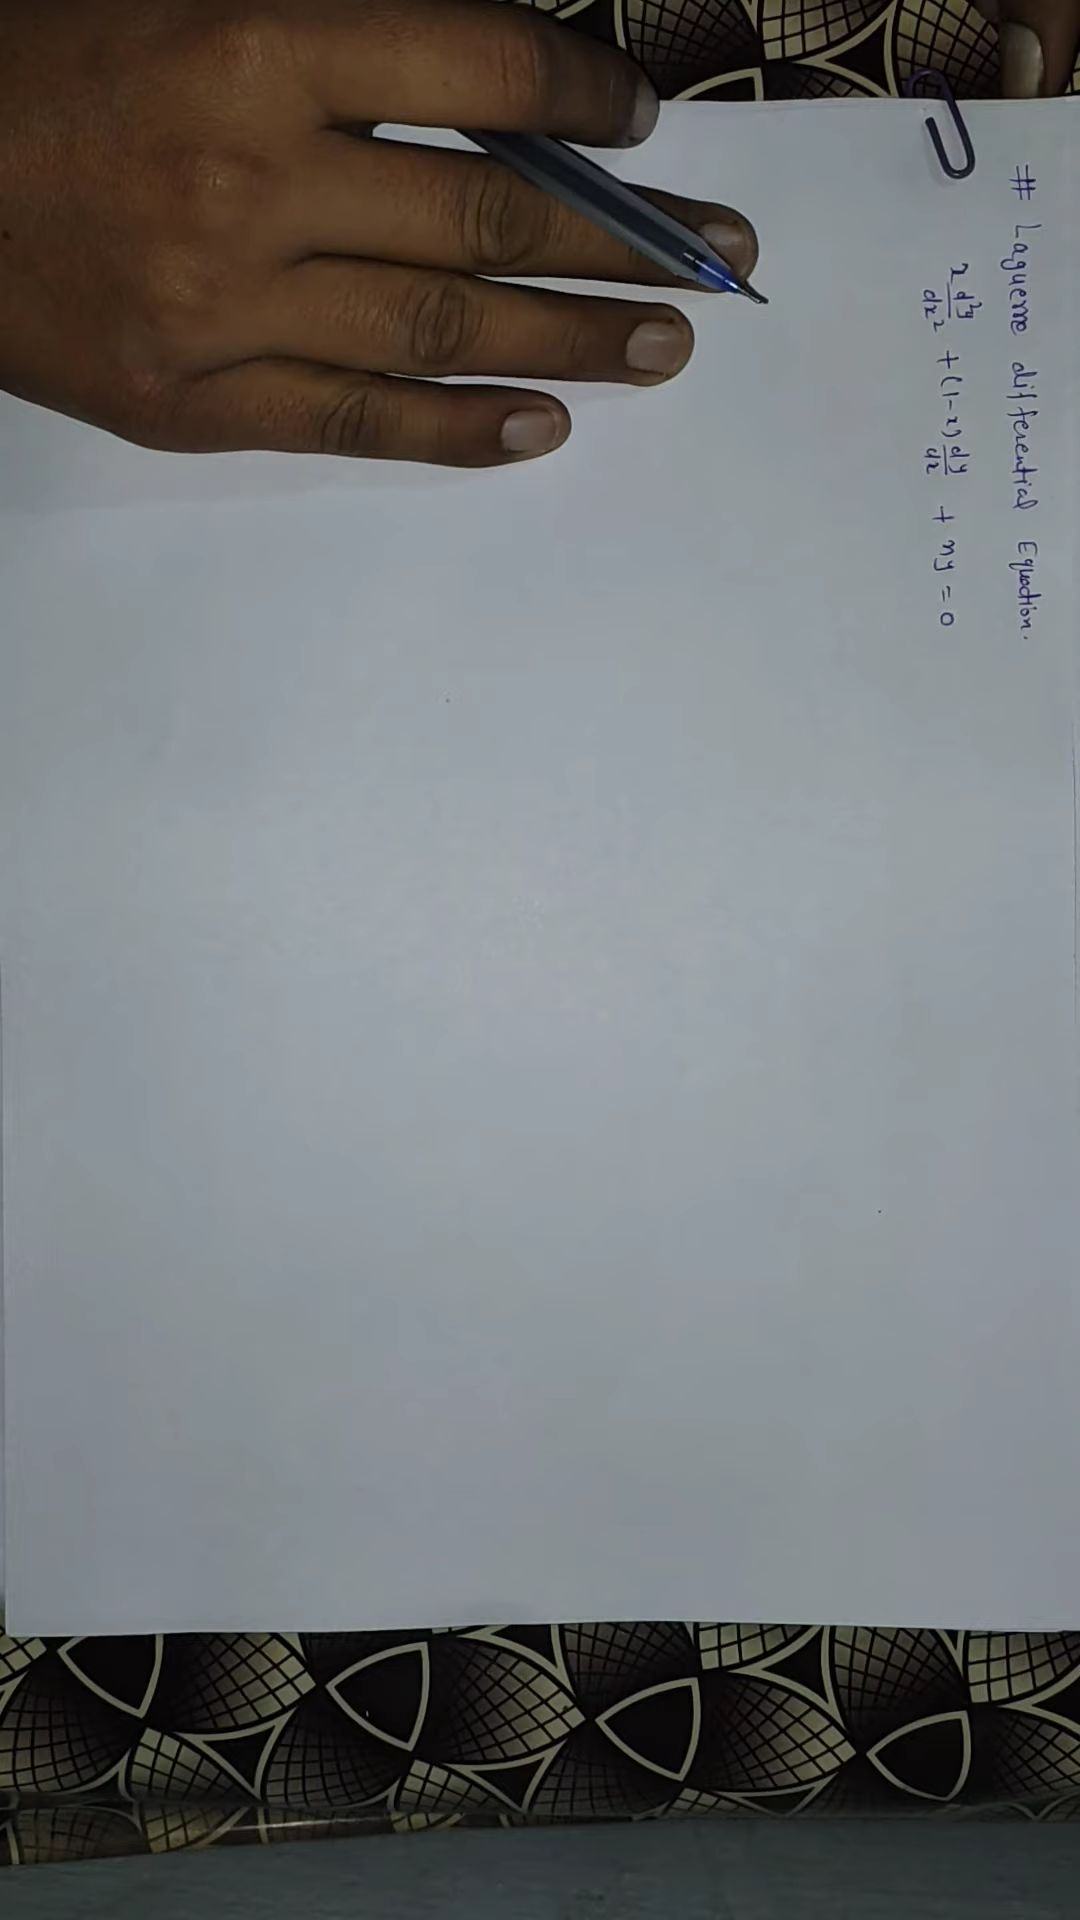 # Laguerre differential Equation.
x d²y/dx² + (1-x) dy/dx + ny = 0